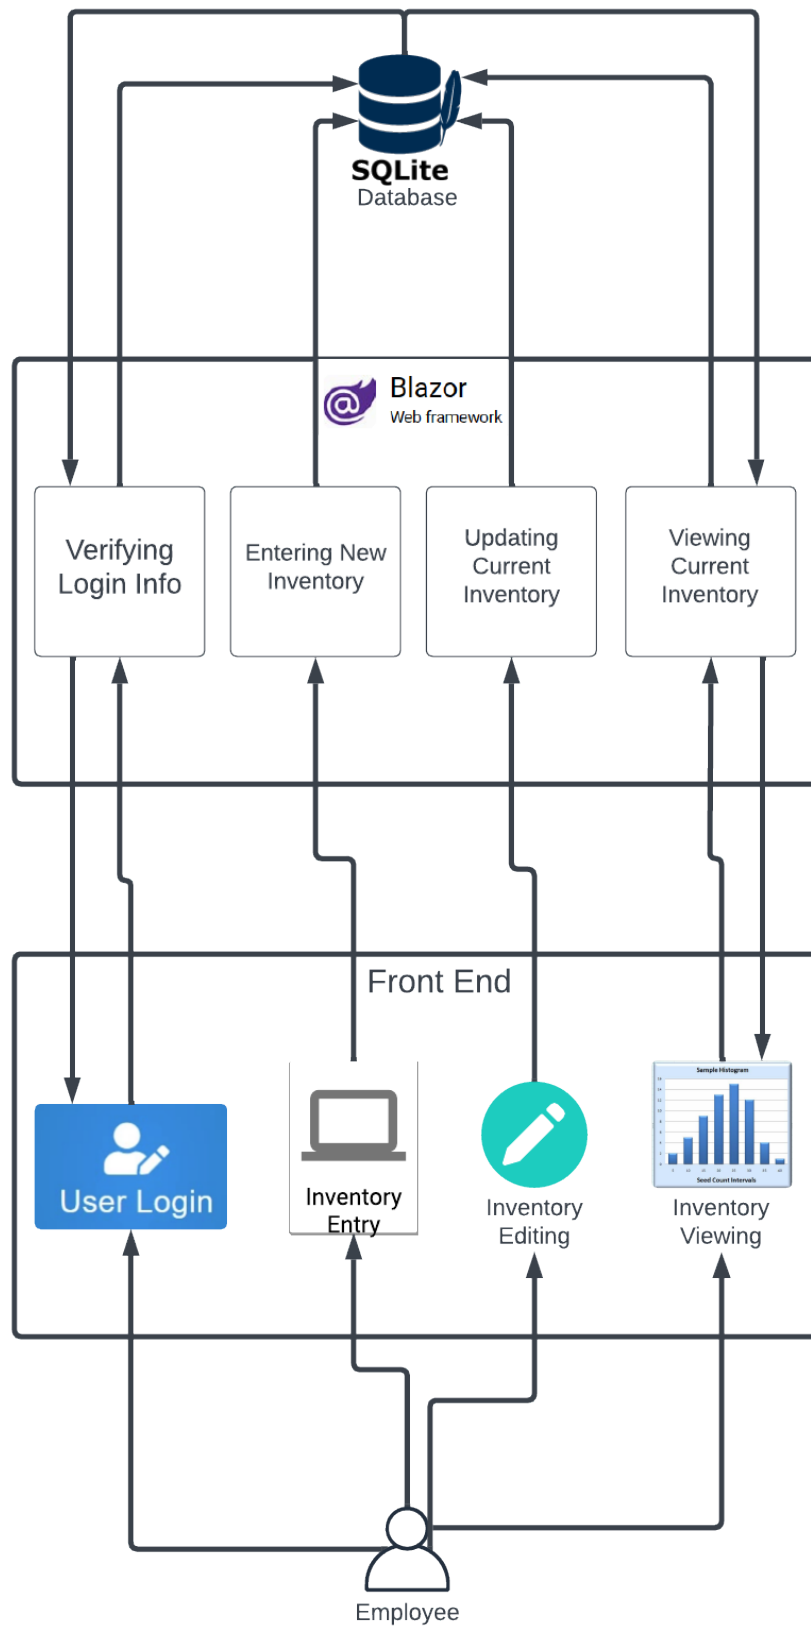 SQLite
Database
Blazor
Web framework
Verifying
Login Info
Entering New
Inventory
Updating
Current
Inventory
Viewing
Current
Inventory
Front End
User Login
Inventory
Entry
Inventory
Editing
Sample Histogram
Seed Count Intervals
Inventory
Viewing
Employee